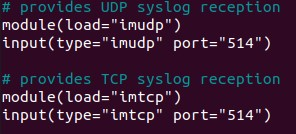 # provides UDP syslog reception
module(load="imudp")
input(type="imudp" port="514")

# provides TCP syslog reception
module(load="imtcp")
input(type="imtcp" port="514")